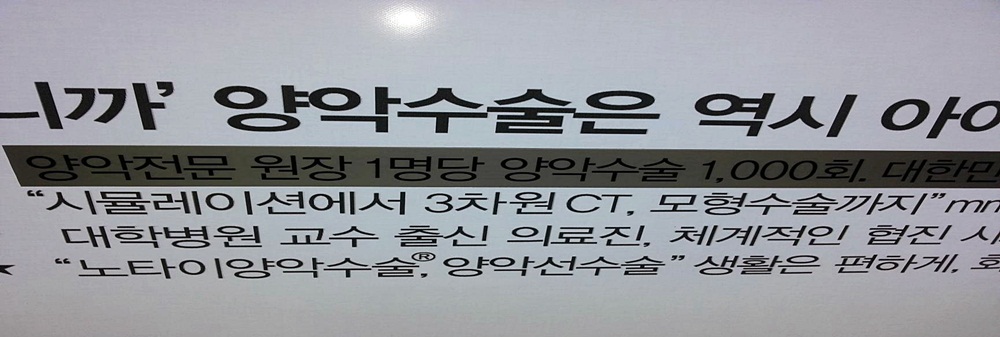 니까' 양악수술은 역시 아이
양악전문 원장 1명당 양악수술 1,000회. 대한민
“시뮬레이션에서 3차원 CT, 모형수술까지” mm
대학병원 교수 출신 의료진, 체계적인 협진 시
“노타이양악수술®, 양악선수술” 생활은 편하게,